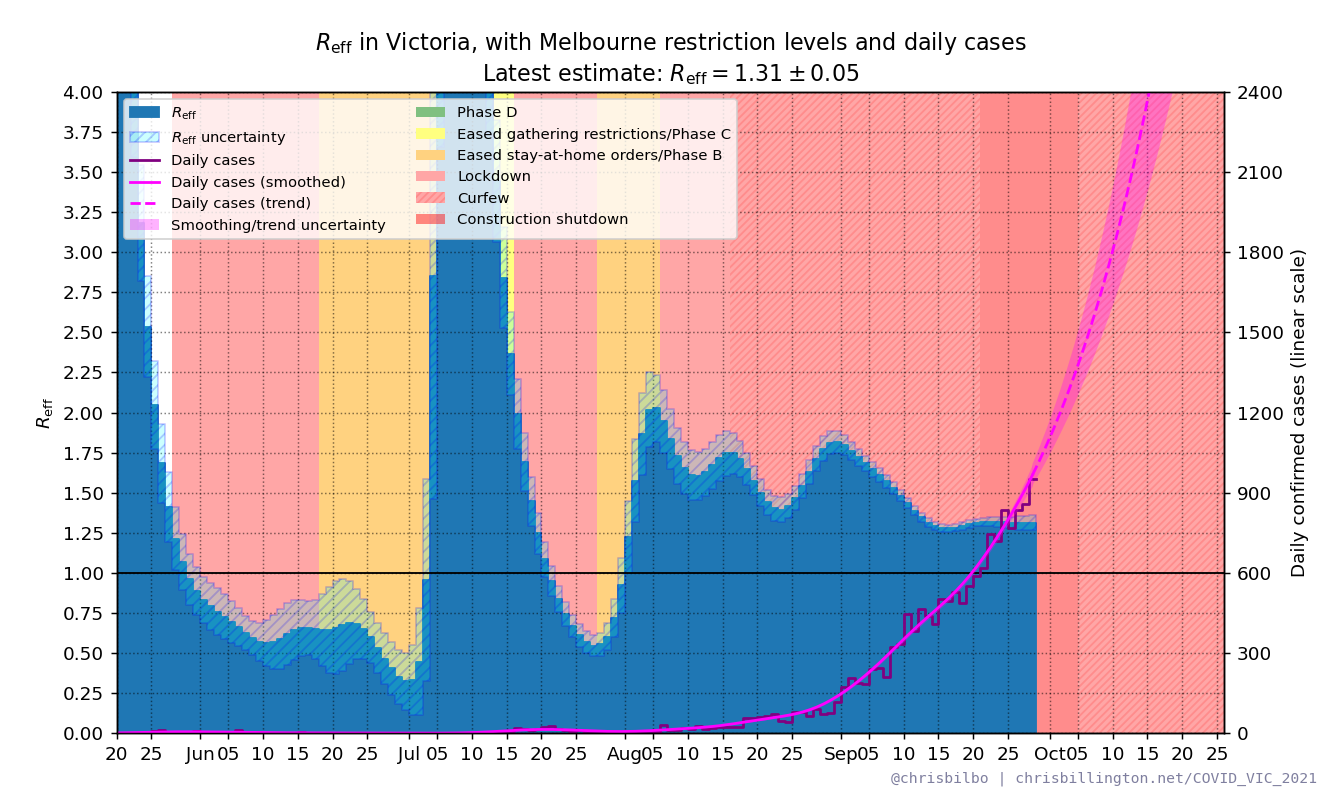 R_eff in Victoria, with Melbourne restriction levels and daily cases
Latest estimate: R_eff = 1.31 ± 0.05
R_eff
R_eff uncertainty
Daily cases
Daily cases (smoothed)
Daily cases (trend)
Smoothing/trend uncertainty
Phase D
Eased gathering restrictions/Phase C
Eased stay-at-home orders/Phase B
Lockdown
Curfew
Construction shutdown
4.00
3.75
3.50
3.25
3.00
2.75
2.50
2.25
2.00
1.75
1.50
1.25
1.00
0.75
0.50
0.25
0.00
R_eff
2400
2100
1800
1500
1200
900
600
300
0
Daily confirmed cases (linear scale)
20 25 Jun 05 10 15 20 25 Jul 05 10 15 20 25 Aug 05 10 15 20 25 Sep 05 10 15 20 25 Oct 05 10 15 20 25
@chrisbilbo | chrisbillington.net/COVID_VIC_2021